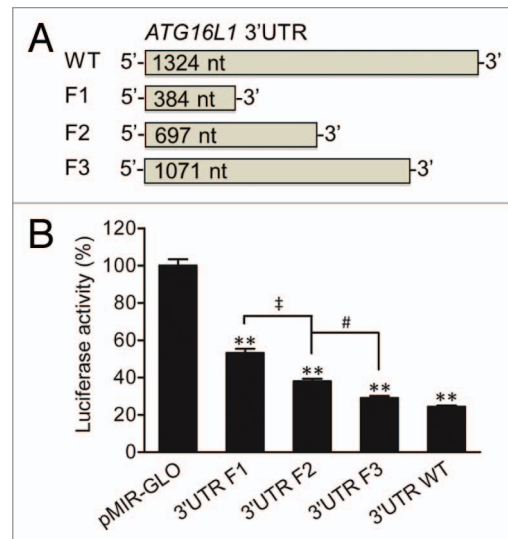 A
ATG16L1 3'UTR
WT 5'- 1324 nt -3'
F1 5'- 384 nt -3'
F2 5'- 697 nt -3'
F3 5'- 1071 nt -3'
B
Luciferase activity (%)
120
100
80
60
40
20
0
‡
#
** ** ** **
pMIR-GLO 3'UTR F1 3'UTR F2 3'UTR F3 3'UTR WT